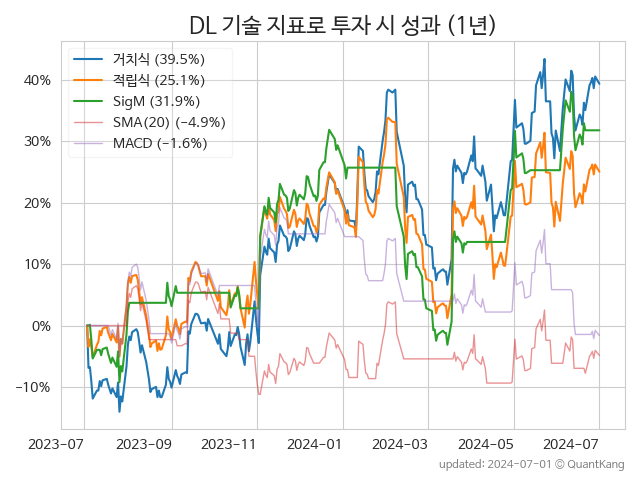 DL 기술 지표로 투자 시 성과 (1년)
거치식 (39.5%)
적립식 (25.1%)
SigM (31.9%)
SMA(20) (−4.9%)
MACD (−1.6%)
40%
30%
20%
10%
0%
−10%
2023-07 2023-09 2023-11 2024-01 2024-03 2024-05 2024-07
updated: 2024-07-01 © QuantKang